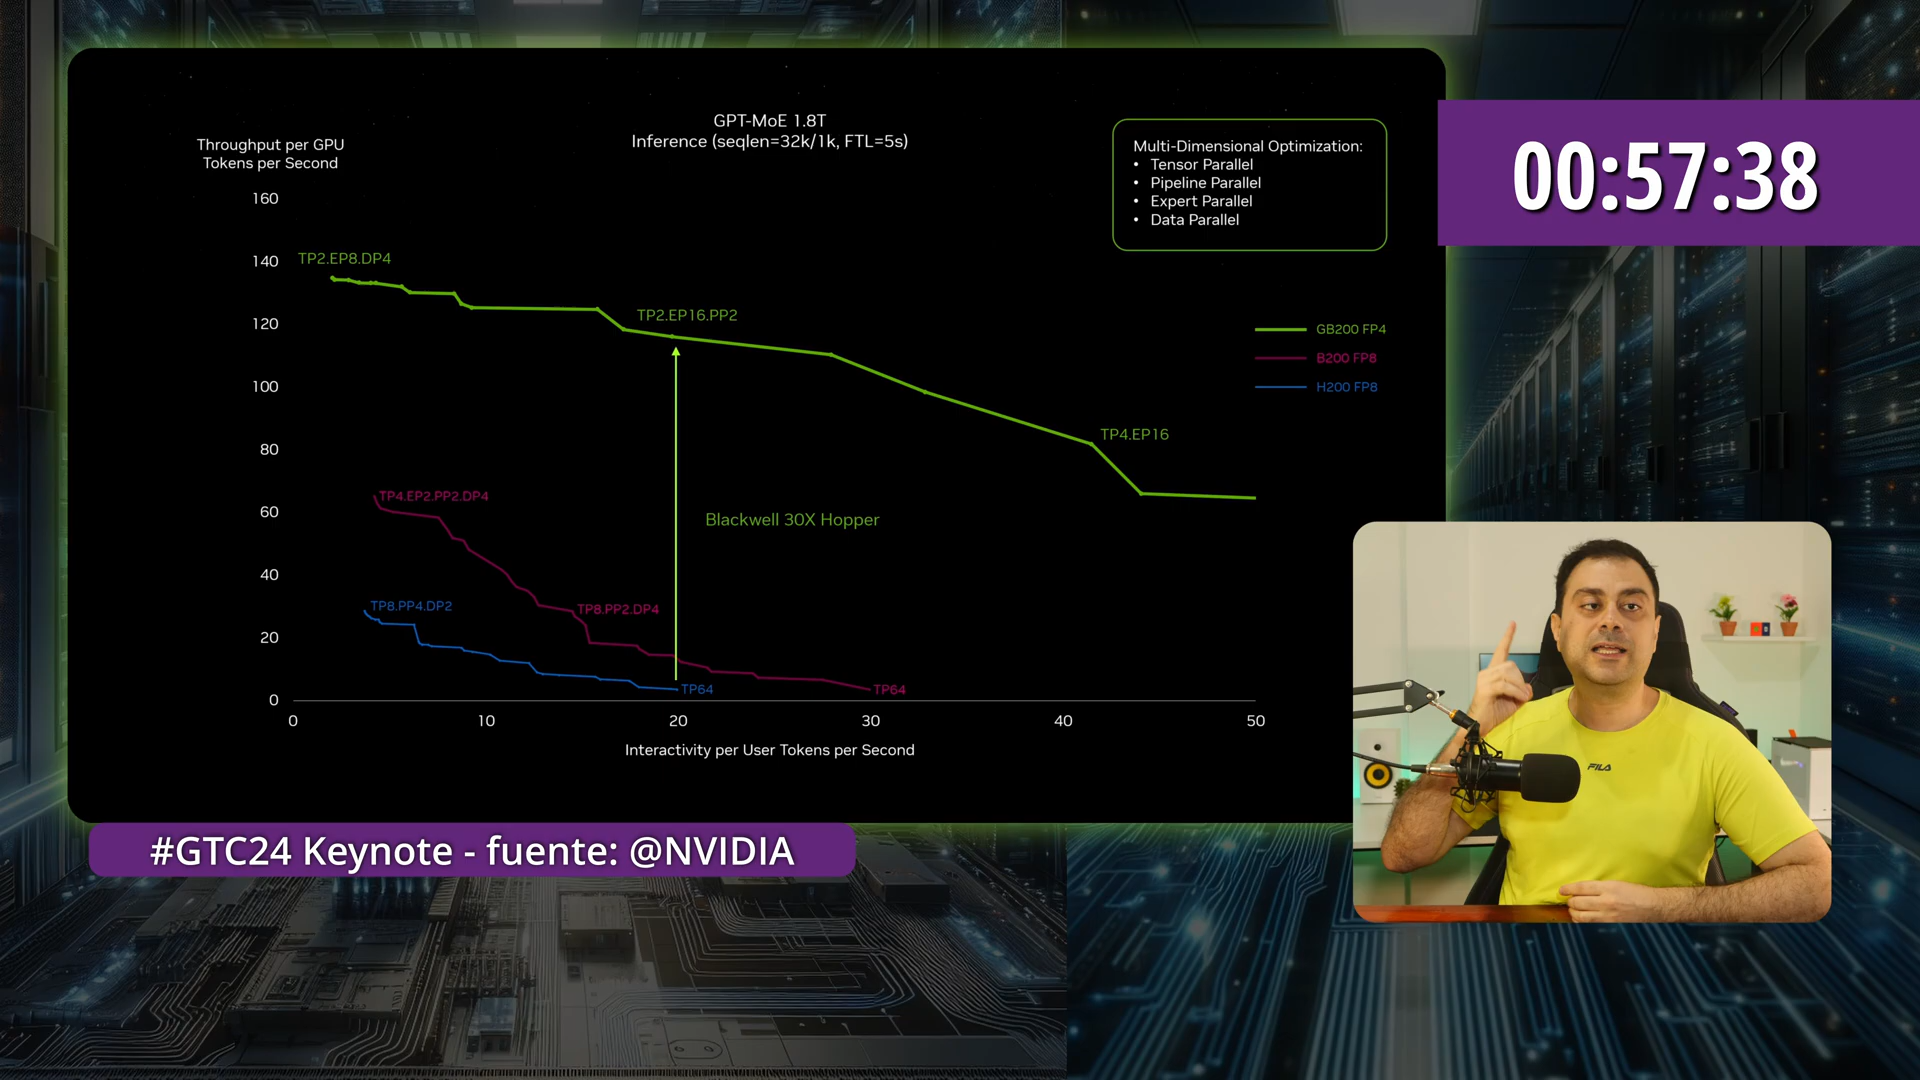 GPT-MoE 1.8T
Inference (seqlen=32k/1k, FTL=5s)
Throughput per GPU
Tokens per Second
Multi-Dimensional Optimization:
• Tensor Parallel
• Pipeline Parallel
• Expert Parallel
• Data Parallel
00:57:38
160
140
120
100
80
60
40
20
0
TP2.EP8.DP4
TP2.EP16.PP2
TP4.EP16
GB200 FP4
B200 FP8
H200 FP8
TP4.EP2.PP2.DP4
Blackwell 30X Hopper
TP8.PP4.DP2
TP8.PP2.DP4
TP64
TP64
0 10 20 30 40 50
Interactivity per User Tokens per Second
FILA
#GTC24 Keynote - fuente: @NVIDIA